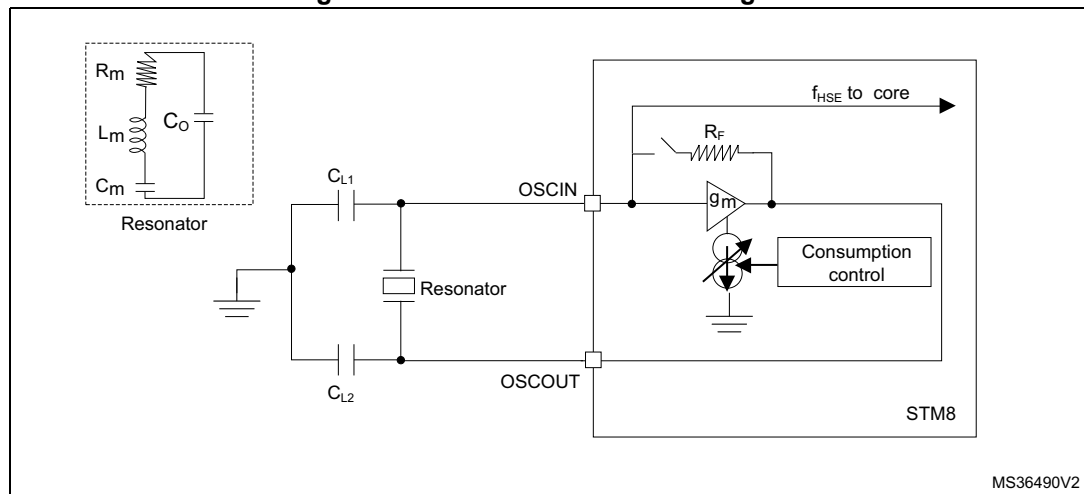 Rm
Lm
CO
Cm
Resonator
CL1
CL2
Resonator
OSCIN
OSCOUT
fHSE to core
RF
gm
Consumption
control
STM8
MS36490V2